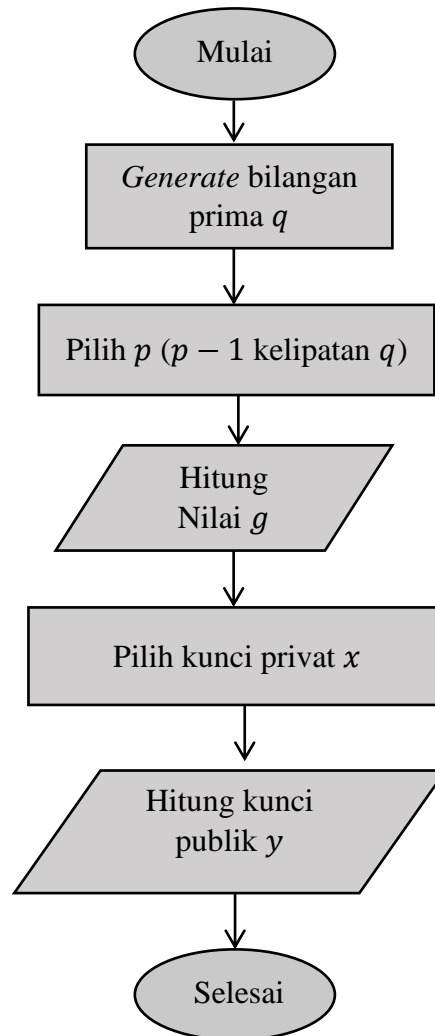 Mulai
Generate bilangan
prima 𝑞
Pilih 𝑝 (𝑝 − 1 kelipatan 𝑞)
Hitung
Nilai 𝑔
Pilih kunci privat 𝑥
Hitung kunci
publik 𝑦
Selesai